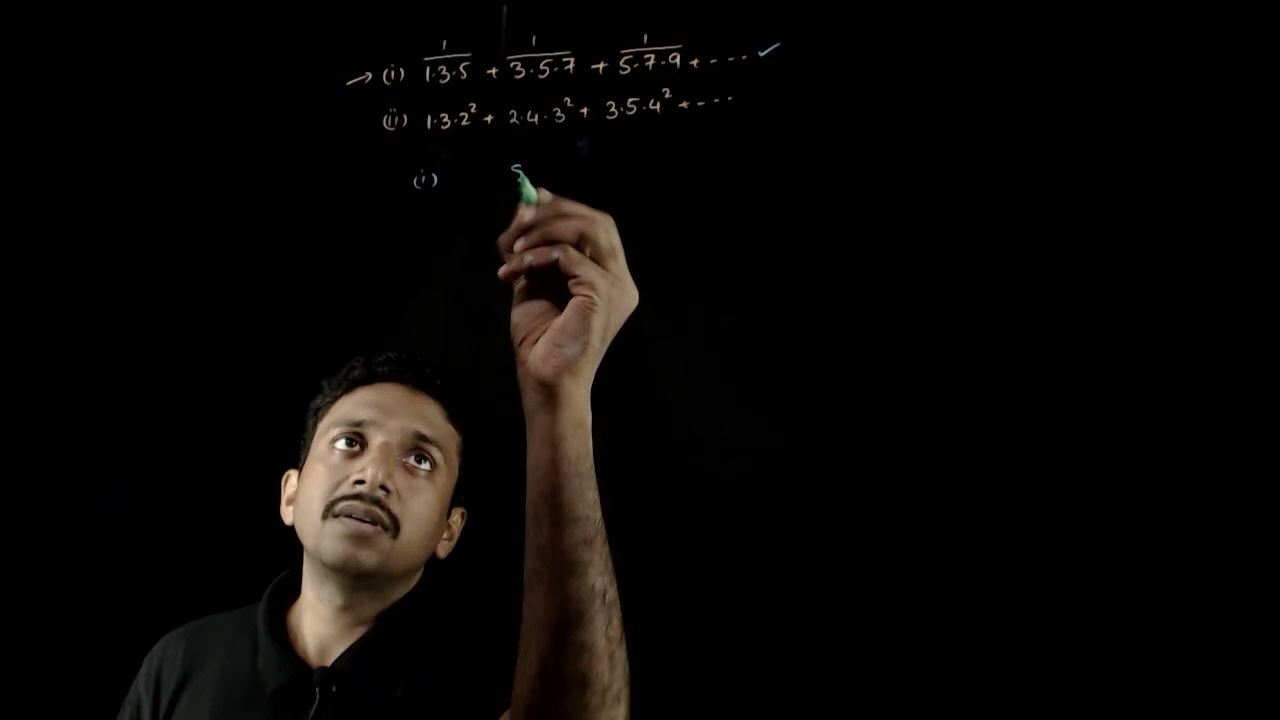 → (i) 1/1·3·5 + 1/3·5·7 + 1/5·7·9 + ---- ✓
(ii) 1·3·2² + 2·4·3² + 3·5·4² + ----
(i) S